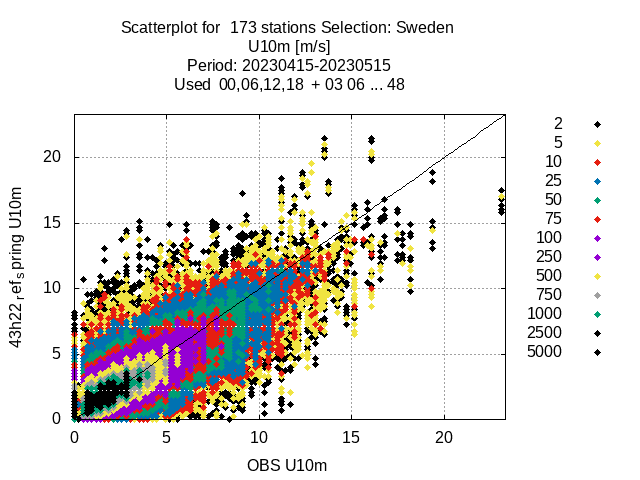 Scatterplot for 173 stations Selection: Sweden
U10m [m/s]
Period: 20230415-20230515
Used 00,06,12,18 + 03 06 ... 48
43h22_ref_spring U10m
20
15
10
5
0
0 5 10 15 20
OBS U10m
2
5
10
25
50
75
100
250
500
750
1000
2500
5000